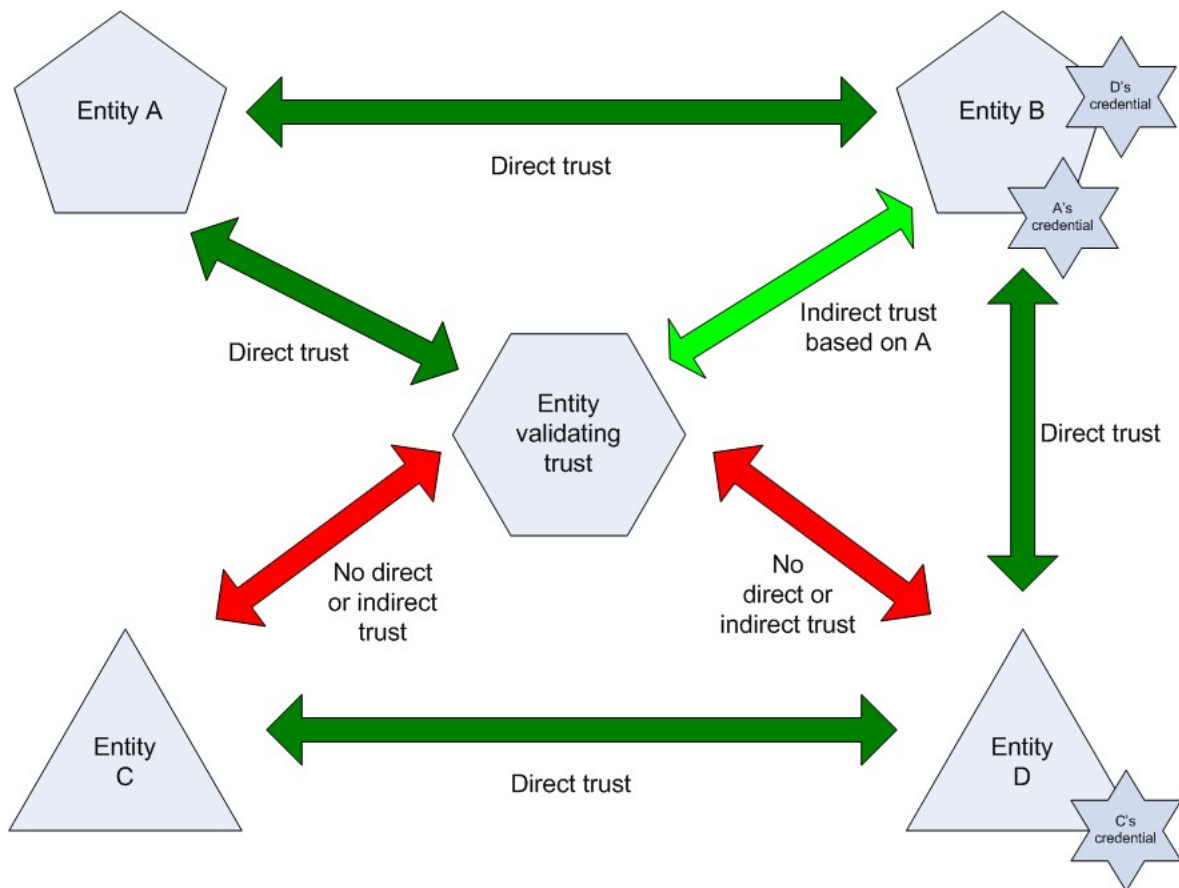 Entity A
Entity B
D's
credential
Direct trust
A's
credential
Direct trust
Indirect trust
based on A
Entity
validating
trust
Direct trust
No direct
or indirect
trust
No
direct or
indirect trust
Entity
C
Direct trust
Entity
D
C's
credential